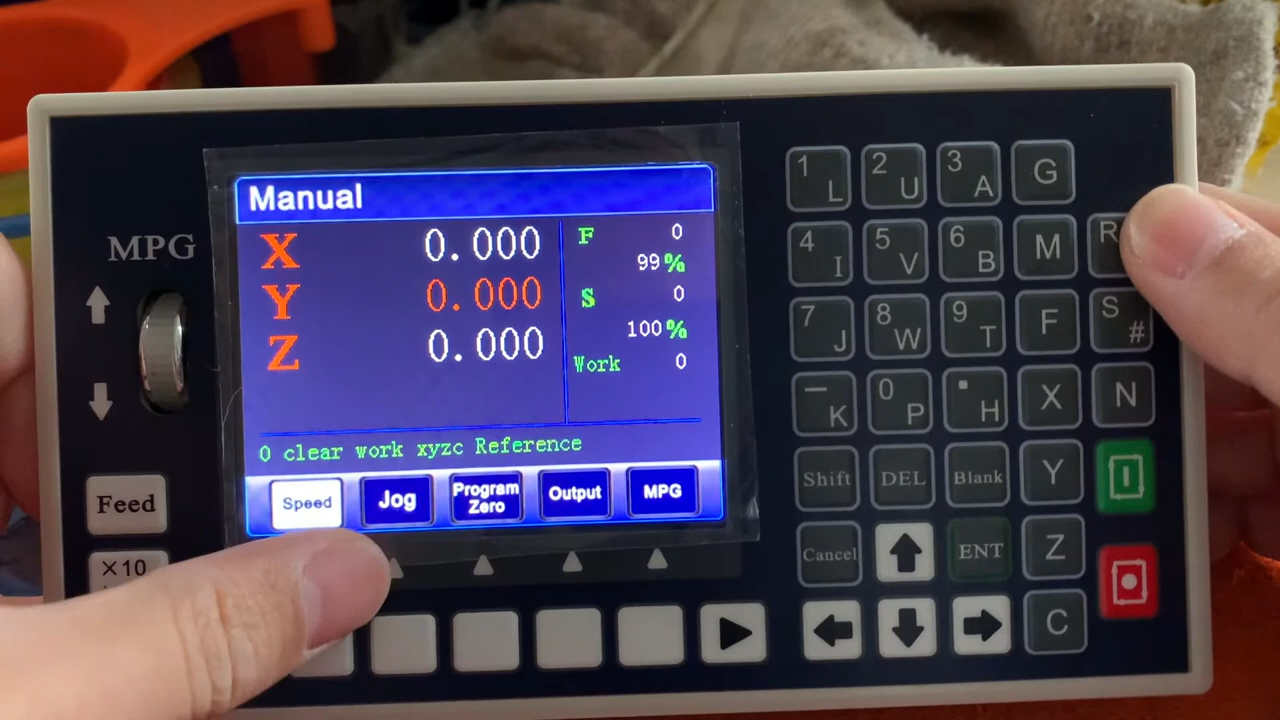 Manual
X 0.000
Y 0.000
Z 0.000
F 0
99%
S 0
100%
Work 0
0 clear work xyzc Reference
Speed Jog Program Zero Output MPG
MPG
Feed
×10
1 L 2 U 3 A G
4 I 5 V 6 B M R
7 J 8 W 9 T F S #
— K 0 P . H X N
Shift DEL Blank Y
Cancel ENT Z
C